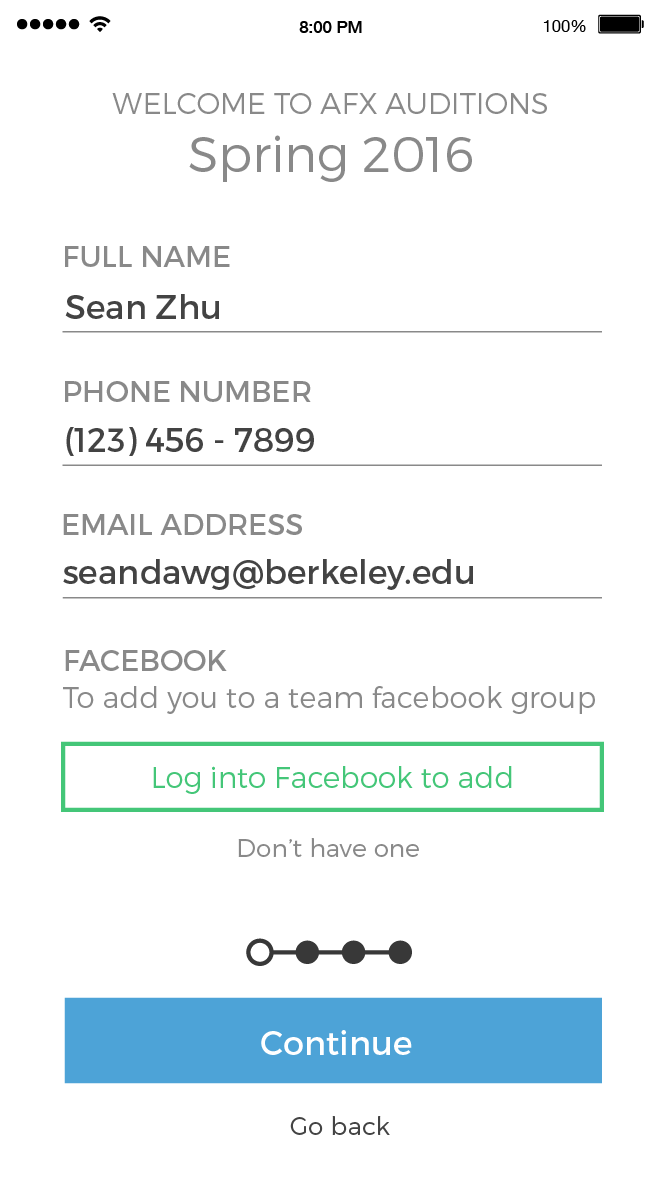 8:00 PM
100%
WELCOME TO AFX AUDITIONS
Spring 2016
FULL NAME
Sean Zhu
PHONE NUMBER
(123) 456 - 7899
EMAIL ADDRESS
seandawg@berkeley.edu
FACEBOOK
To add you to a team facebook group
Log into Facebook to add
Don't have one
Continue
Go back